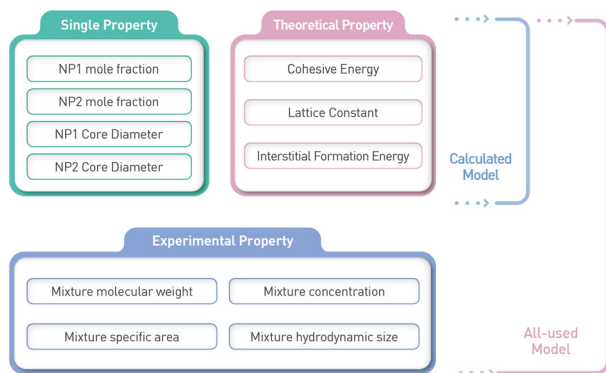 Single Property
NP1 mole fraction
NP2 mole fraction
NP1 Core Diameter
NP2 Core Diameter
Theoretical Property
Cohesive Energy
Lattice Constant
Interstitial Formation Energy
Calculated
Model
Experimental Property
Mixture molecular weight
Mixture concentration
Mixture specific area
Mixture hydrodynamic size
All-used
Model